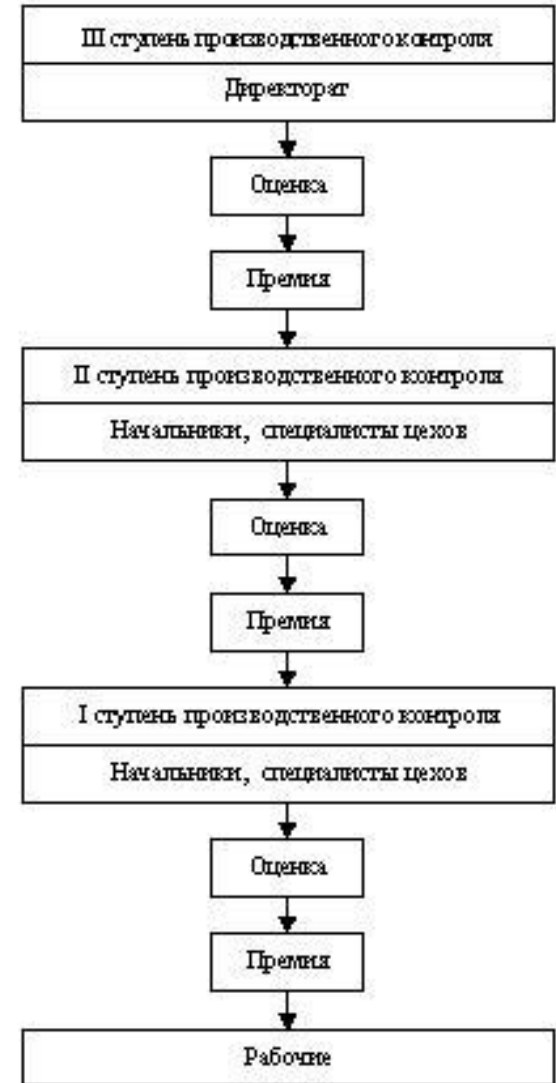 III ступень производственного контроля
Директорат
Оценка
Премия
II ступень производственного контроля
Начальники, специалисты цехов
Оценка
Премия
I ступень производственного контроля
Начальники, специалисты цехов
Оценка
Премия
Рабочие